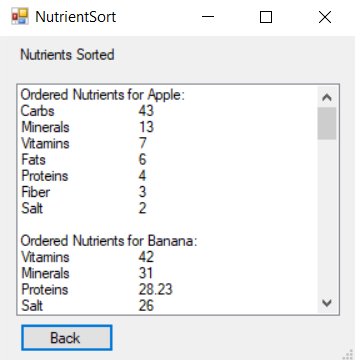 NutrientSort
Nutrients Sorted
Ordered Nutrients for Apple:
Carbs 43
Minerals 13
Vitamins 7
Fats 6
Proteins 4
Fiber 3
Salt 2
Ordered Nutrients for Banana:
Vitamins 42
Minerals 31
Proteins 28.23
Salt 26
Back